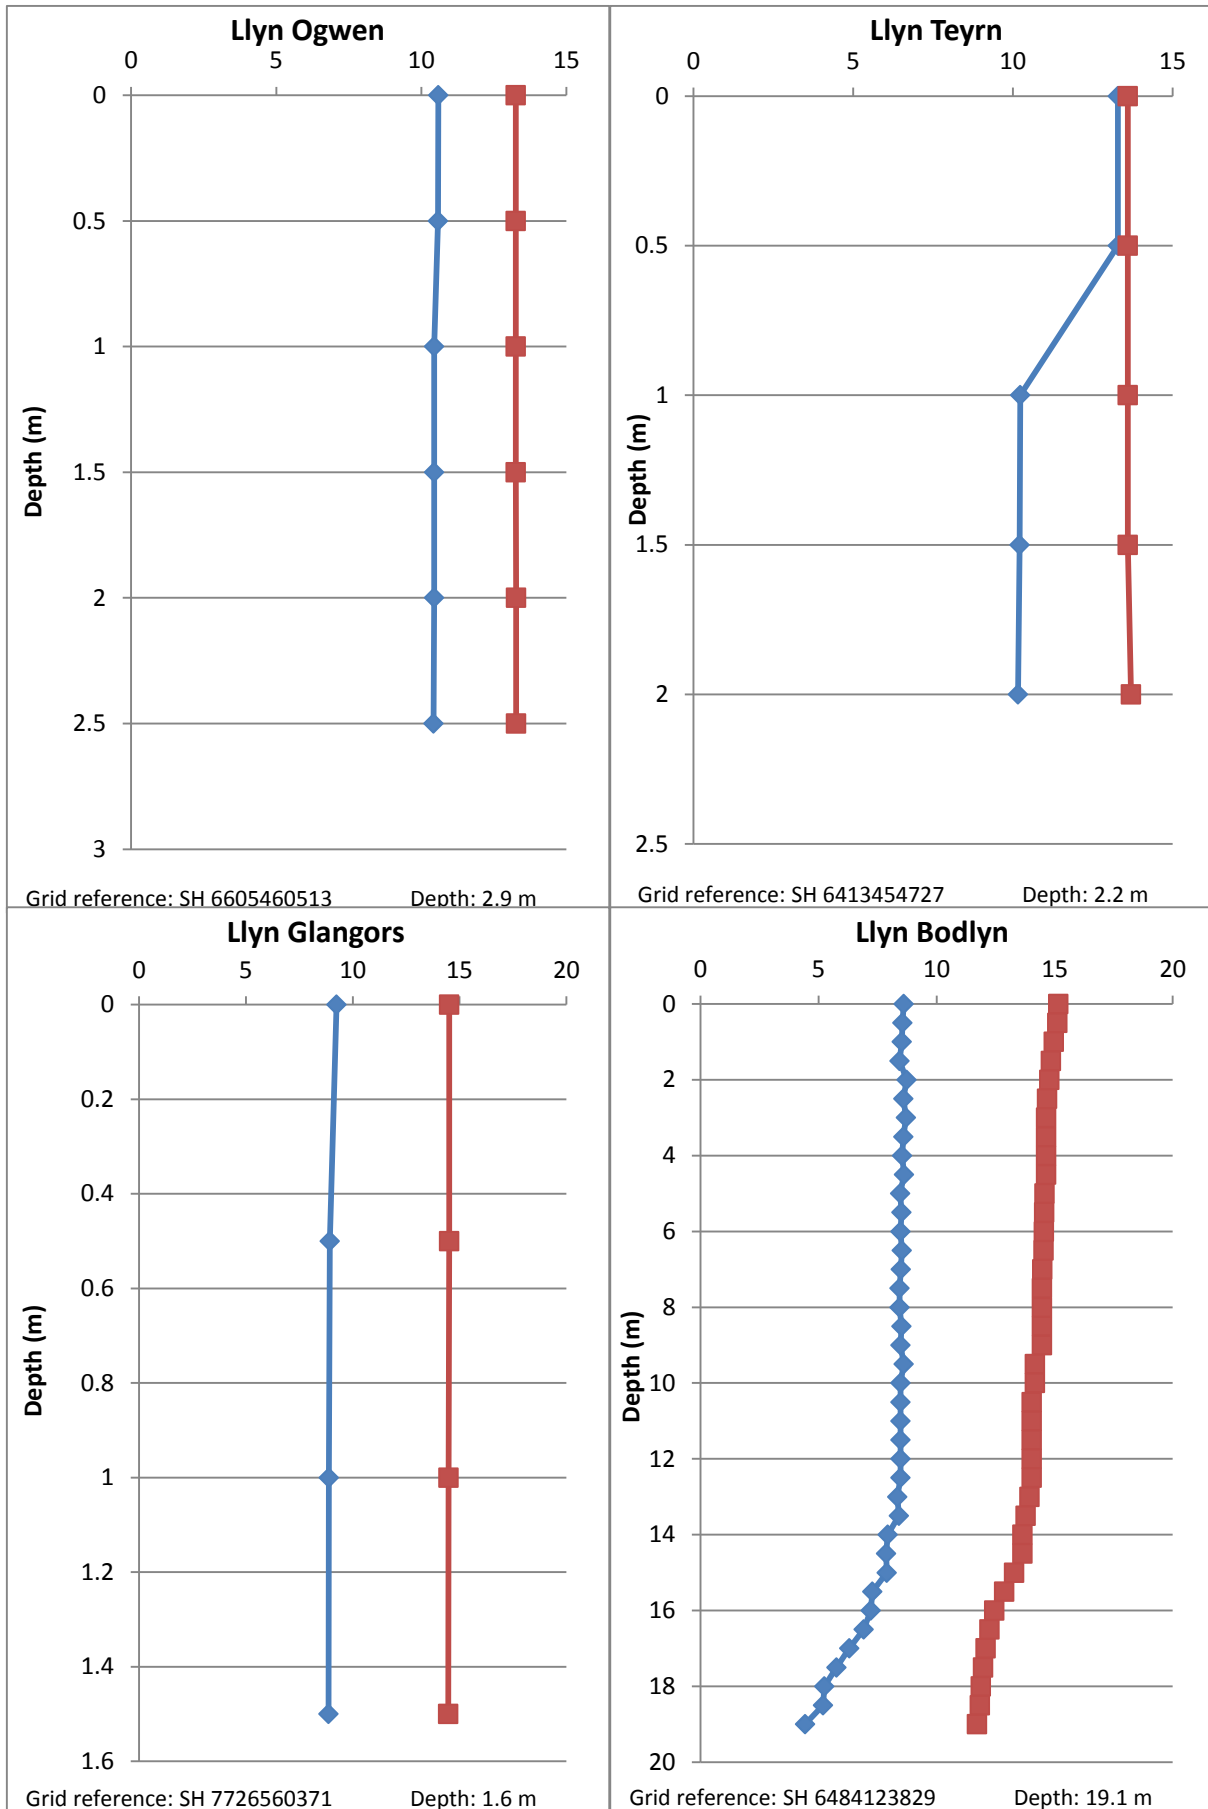 Llyn Ogwen
0 5 10 15
0
0.5
1
1.5
2
2.5
3
Depth (m)
Grid reference: SH 6605460513 Depth: 2.9 m
Llyn Teyrn
0 5 10 15
0
0.5
1
1.5
2
2.5
Depth (m)
Grid reference: SH 6413454727 Depth: 2.2 m
Llyn Glangors
0 5 10 15 20
0
0.2
0.4
0.6
0.8
1
1.2
1.4
1.6
Depth (m)
Grid reference: SH 7726560371 Depth: 1.6 m
Llyn Bodlyn
0 5 10 15 20
0
2
4
6
8
10
12
14
16
18
20
Depth (m)
Grid reference: SH 6484123829 Depth: 19.1 m